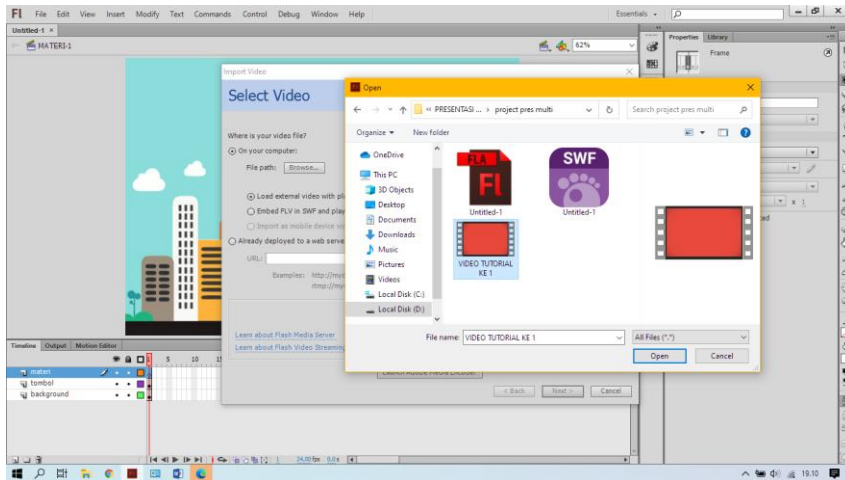 Fl File Edit View Insert Modify Text Commands Control Debug Window Help Essentials
Untitled-1 ×
MATERI-1 62%
Properties Library
Frame
Import Video
Select Video
Where is your video file?
On your computer:
File path: Browse...
Load external video with pl
Embed FLV in SWF and play
Import as mobile device
Already deployed to a web serve
URL:
Examples: http://my
rtmp://my
Learn about Flash Media Server
Learn about Flash Video Streaming
Launch Adobe Media Encoder
< Back Next > Cancel
Open
« PRESENTASI ... › project pres multi
Search project pres multi
Organize New folder
OneDrive
This PC
3D Objects
Desktop
Documents
Downloads
Music
Pictures
Videos
Local Disk (C:)
Local Disk (D:)
FLA
Fl
Untitled-1
SWF
Untitled-1
VIDEO TUTORIAL
KE 1
File name: VIDEO TUTORIAL KE 1 All Files (*.*)
Open Cancel
Timeline Output Motion Editor
1 5 10 15
materi
tombol
background
1 24,00 fps 0,0 s
19.10